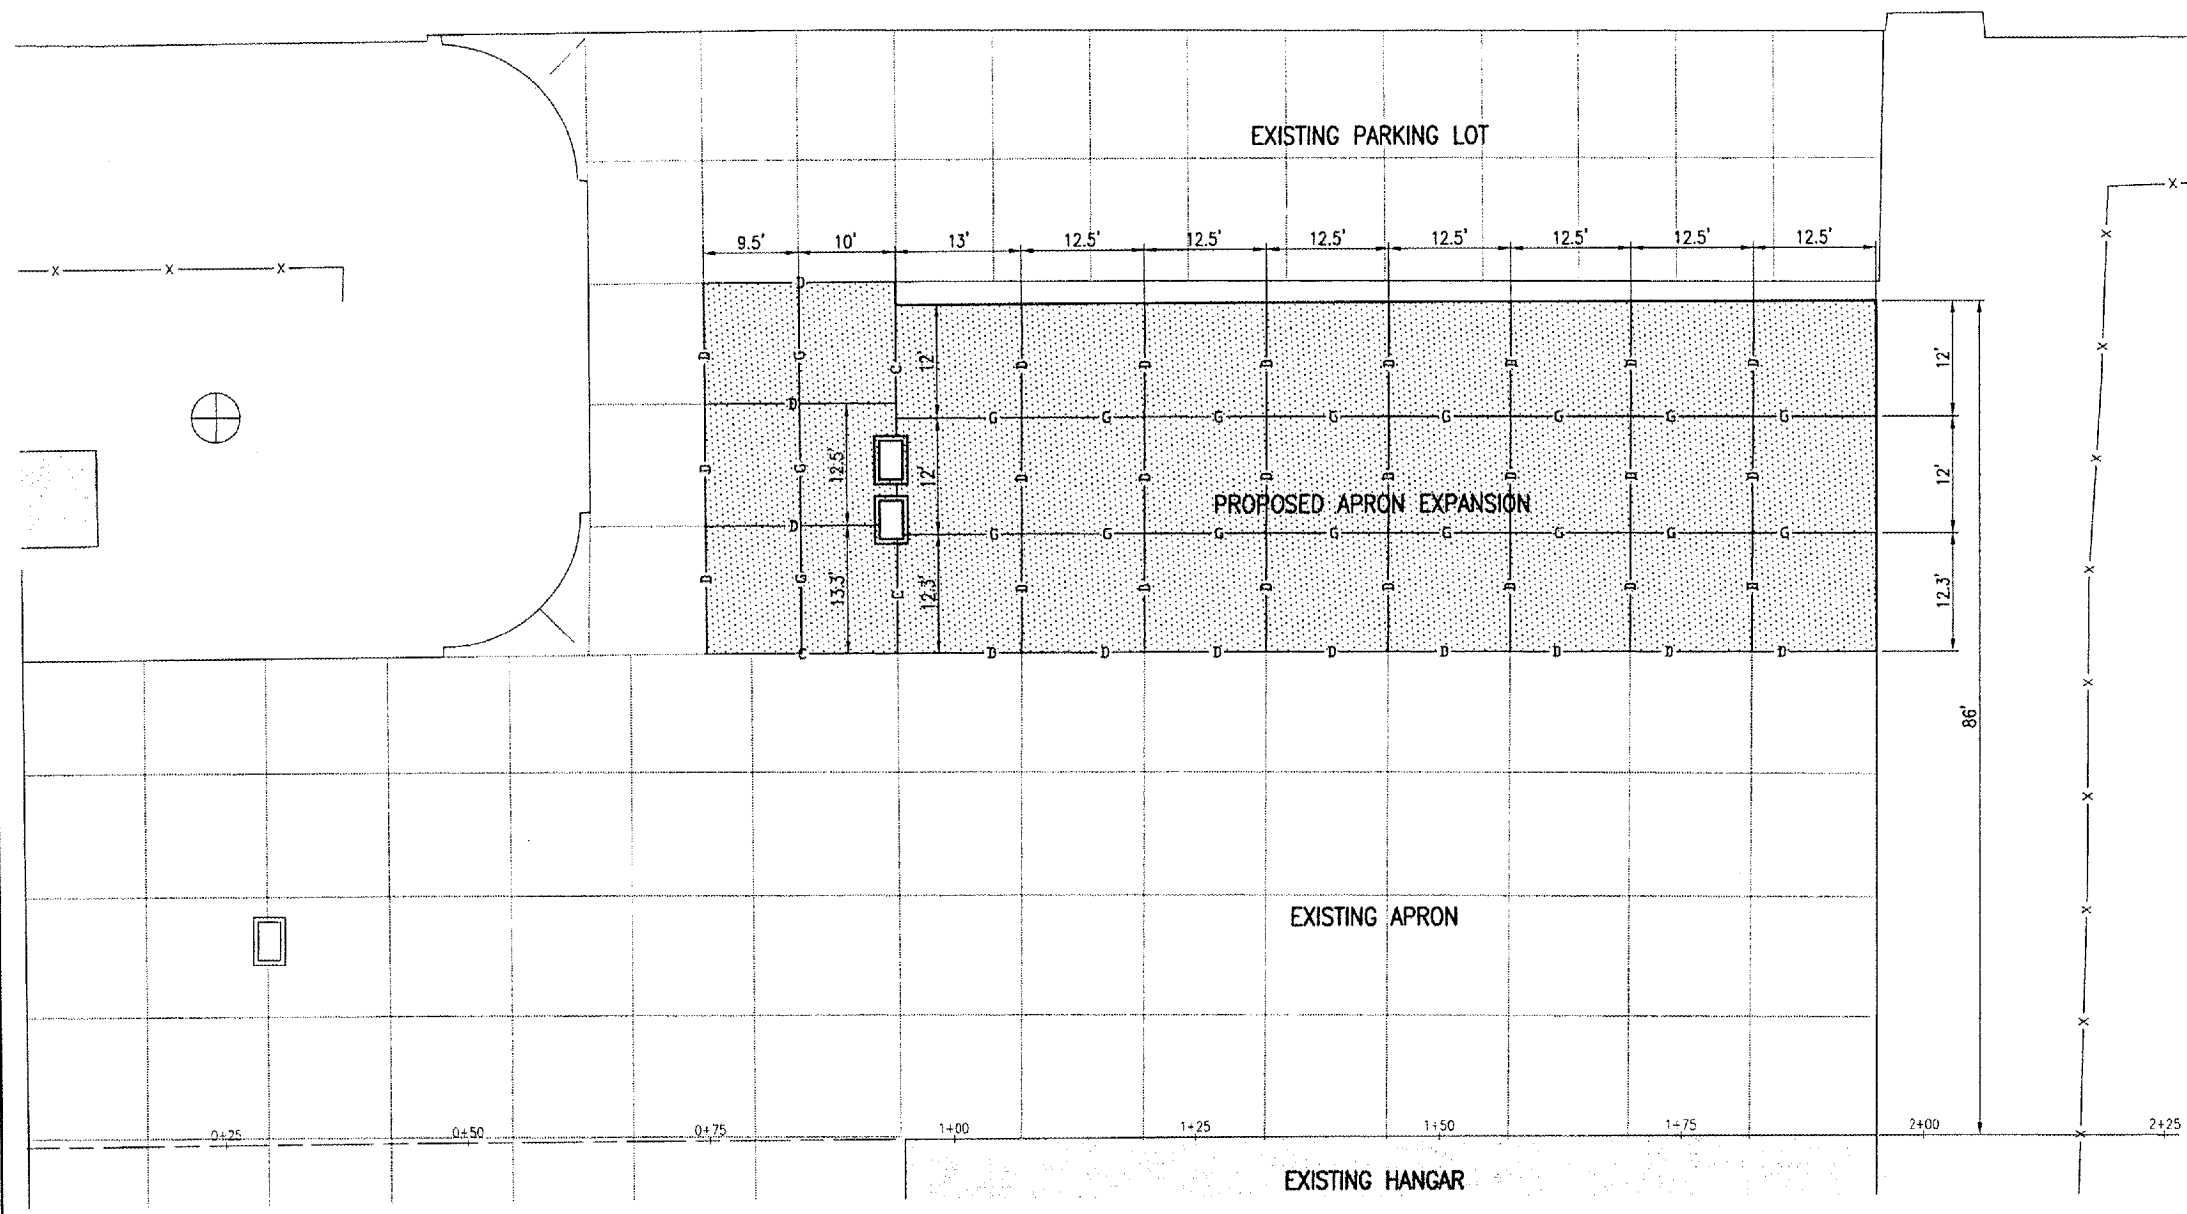 EXISTING PARKING LOT
9.5' 10' 13' 12.5' 12.5' 12.5' 12.5' 12.5' 12.5' 12.5'
X X X X
X
D
D G C 12' D D D D D D D 12'
X
D
G G G G G G G G
D G 12.5' 12' D D D D D D D 12'
X
PROPOSED APRON EXPANSION
D
G G G G G G G G
X
D G 13.3' C 12.3' D D D D D D D 12.3'
C D D D D D D D D
X
86'
X
EXISTING APRON
X
X
0+25 0+50 0+75 1+00 1+25 1+50 1+75 2+00 2+25
X
EXISTING HANGAR